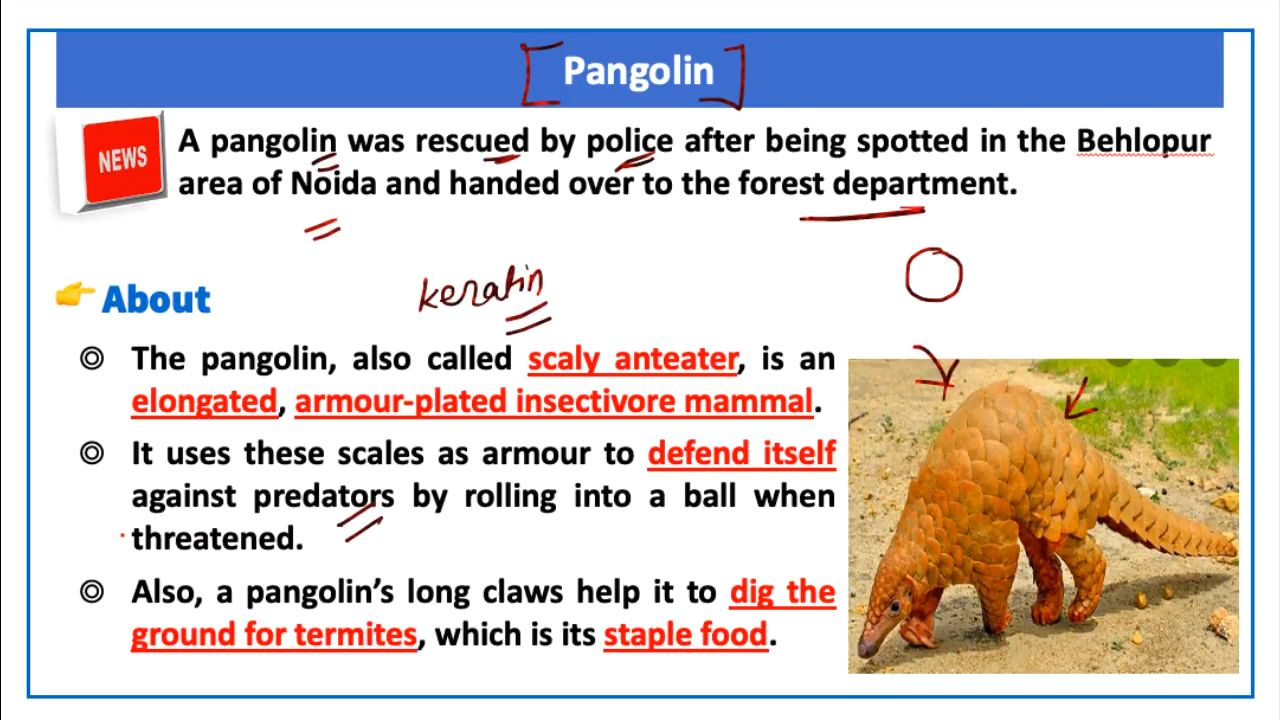 Pangolin
NEWS
A pangolin was rescued by police after being spotted in the Behlopur
area of Noida and handed over to the forest department.
keratin
About
The pangolin, also called scaly anteater, is an
elongated, armour-plated insectivore mammal.
It uses these scales as armour to defend itself
against predators by rolling into a ball when
threatened.
Also, a pangolin's long claws help it to dig the
ground for termites, which is its staple food.